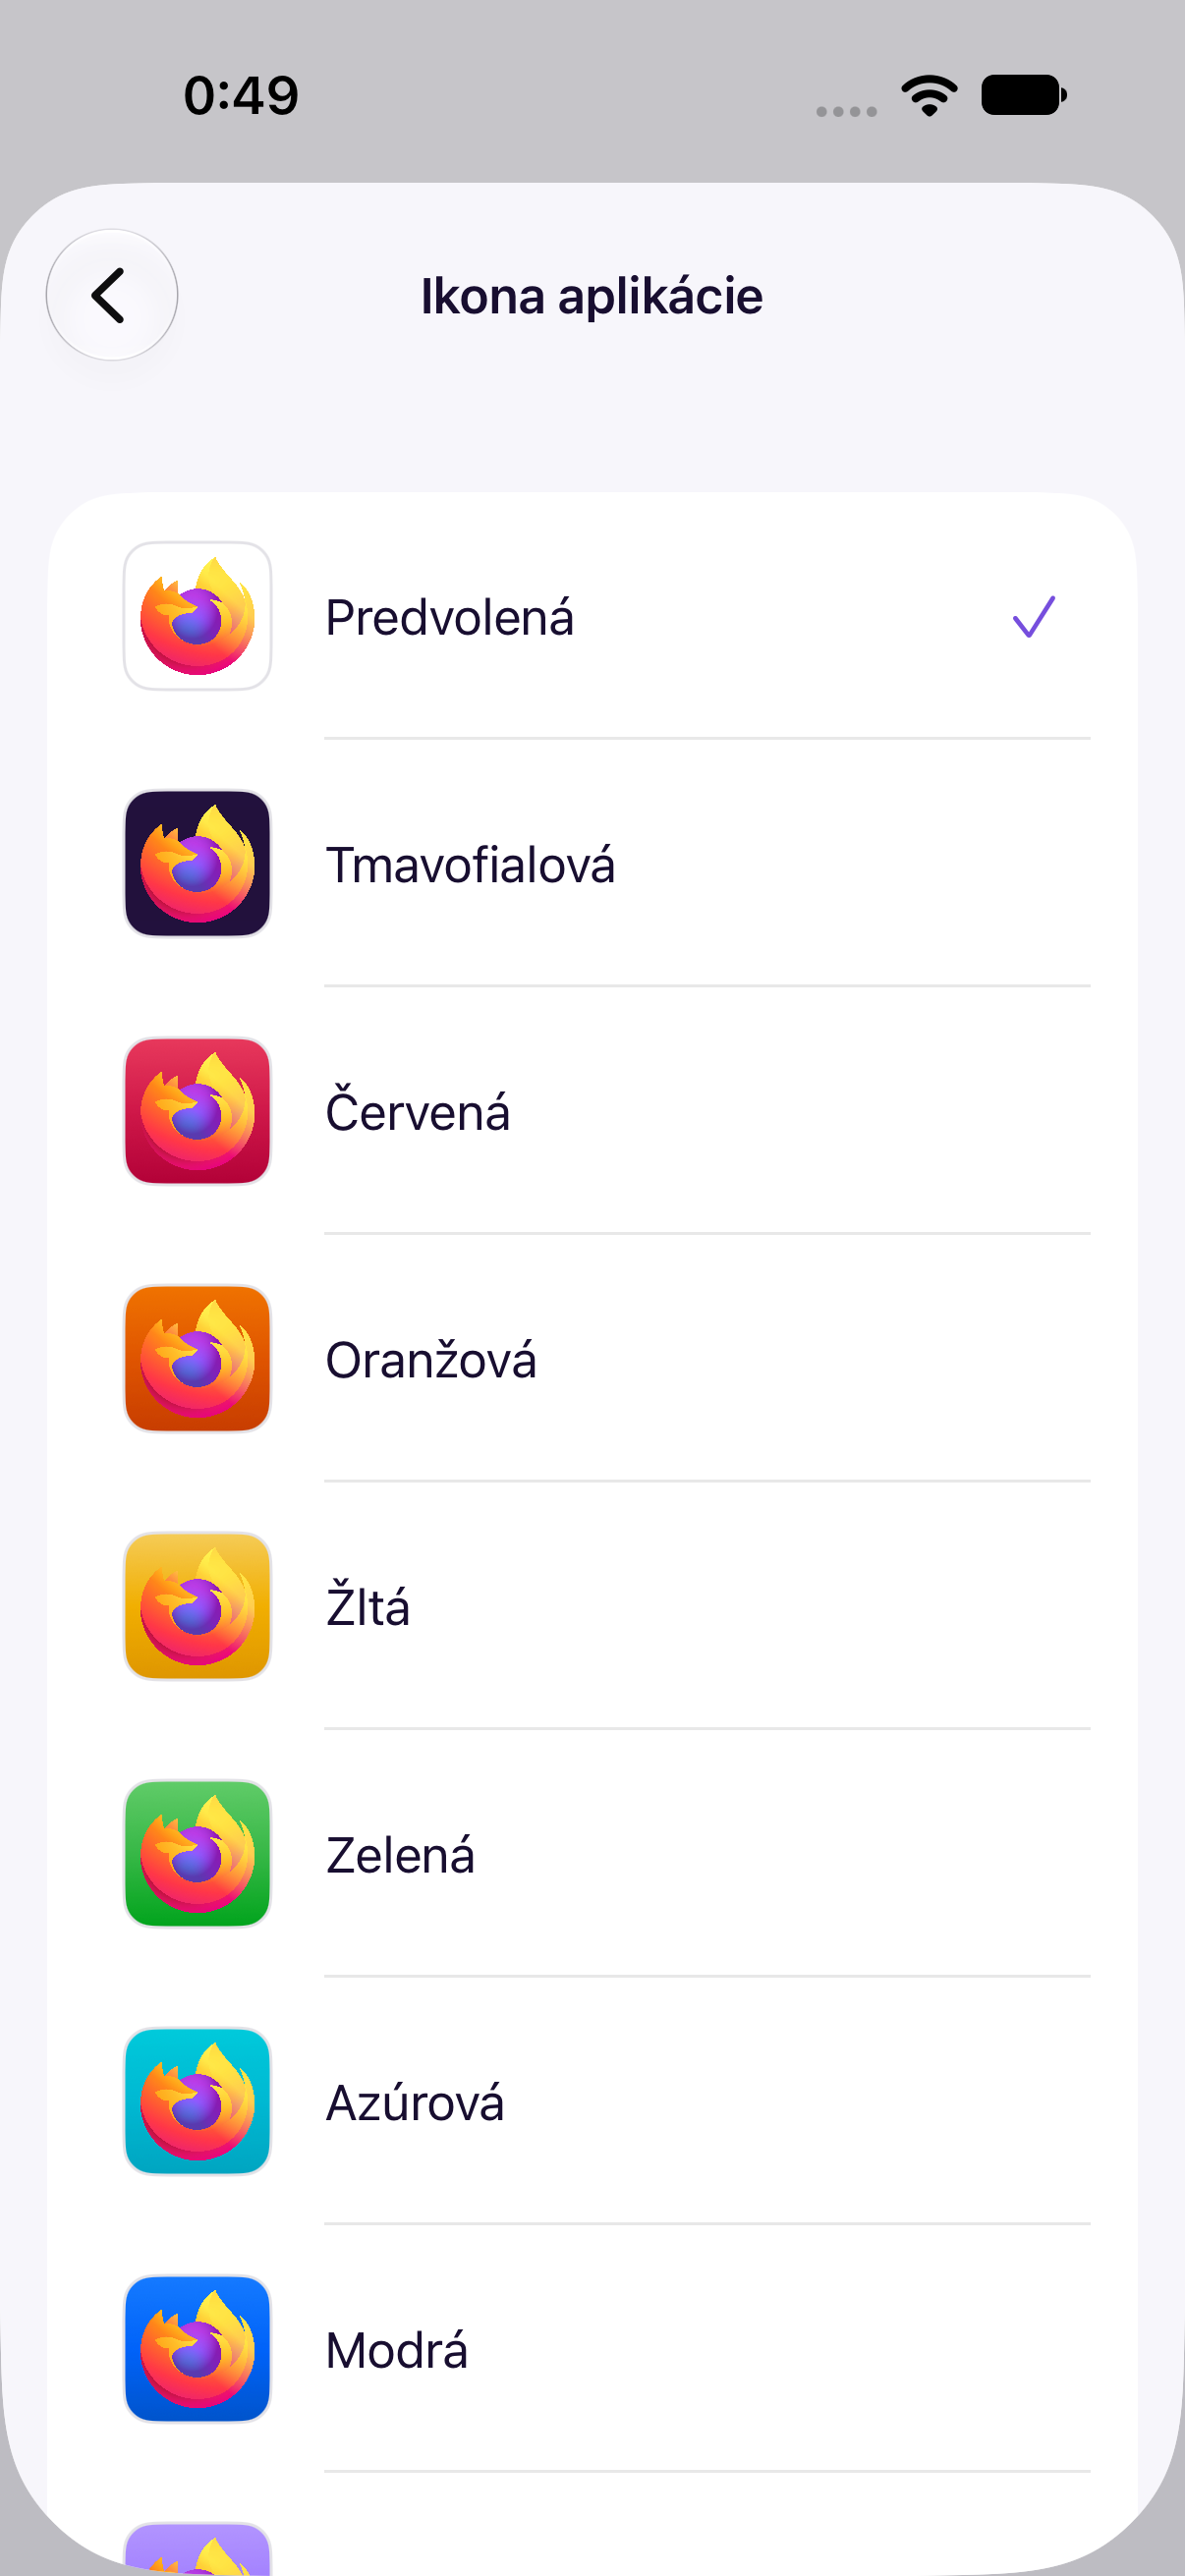 0:49
Ikona aplikácie
Predvolená
Tmavofialová
Červená
Oranžová
Žltá
Zelená
Azúrová
Modrá